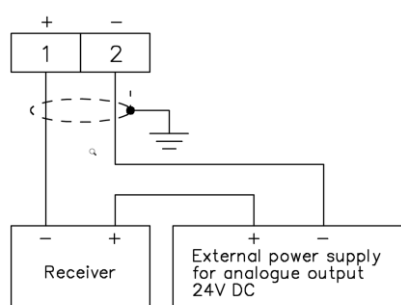 + −
1 2
− + + −
Receiver
External power supply
for analogue output
24V DC